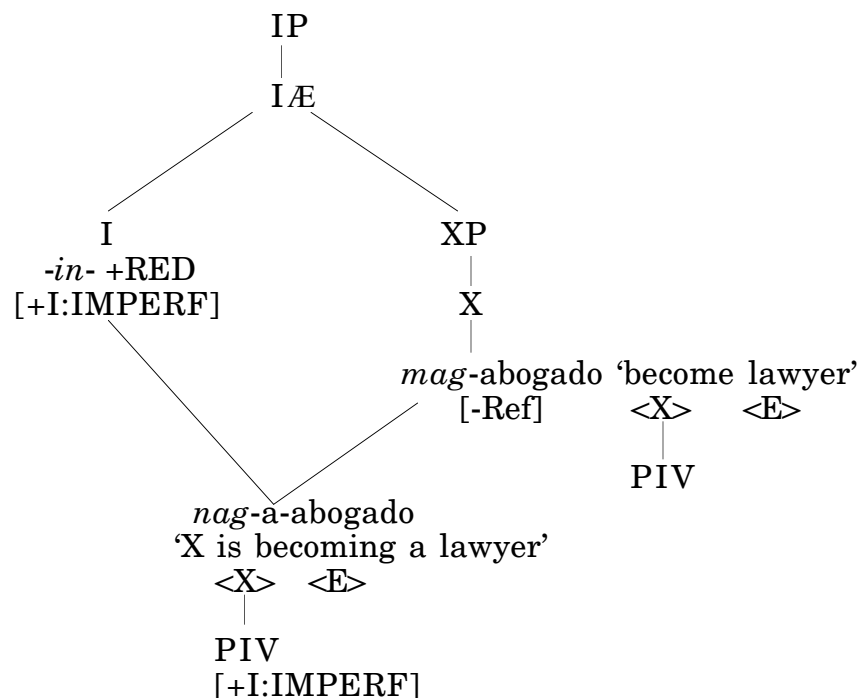 IP
IÆ
I XP
-in- +RED
[+I:IMPERF] X
mag-abogado ‘become lawyer’
[-Ref] <X> <E>
PIV
nag-a-abogado
‘X is becoming a lawyer’
<X> <E>
PIV
[+I:IMPERF]